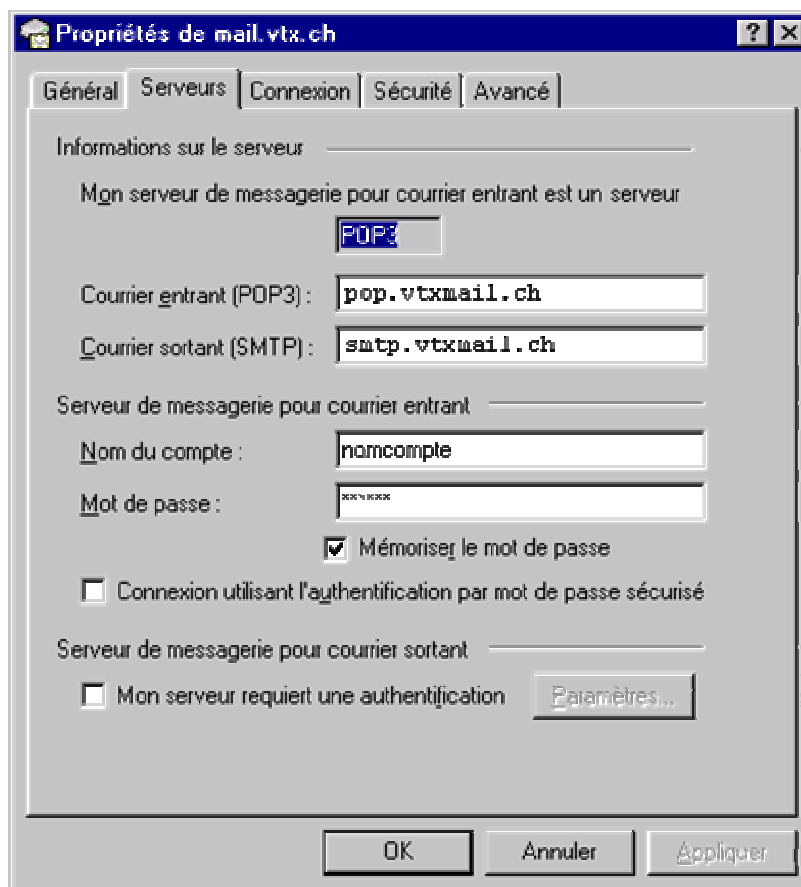 Propriétés de mail.vtx.ch
Général Serveurs Connexion Sécurité Avancé
Informations sur le serveur
Mon serveur de messagerie pour courrier entrant est un serveur
POP3
Courrier entrant (POP3) : pop.vtxmail.ch
Courrier sortant (SMTP) : smtp.vtxmail.ch
Serveur de messagerie pour courrier entrant
Nom du compte : nomcompte
Mot de passe : ******
Mémoriser le mot de passe
Connexion utilisant l'authentification par mot de passe sécurisé
Serveur de messagerie pour courrier sortant
Mon serveur requiert une authentification Paramètres...
OK Annuler Appliquer